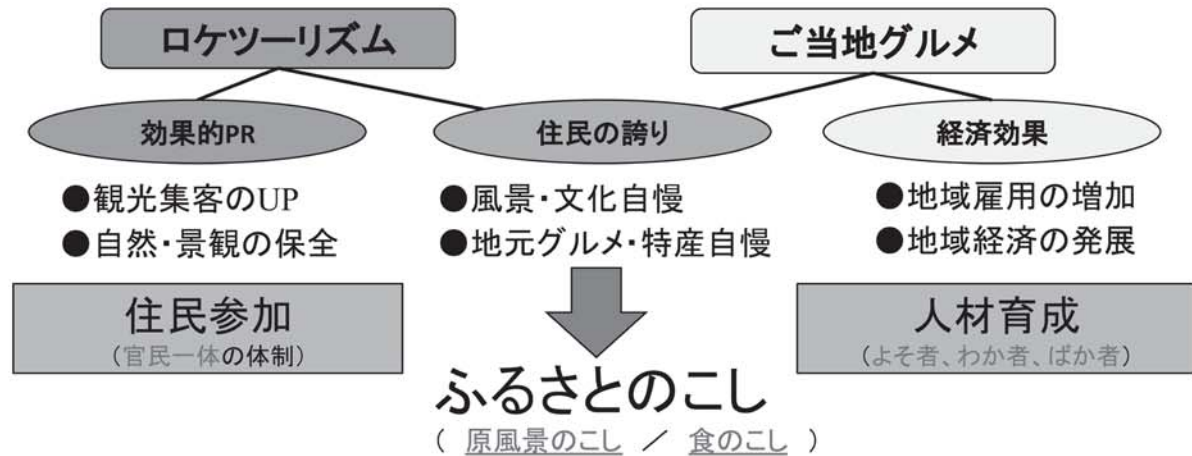 ロケツーリズム
ご当地グルメ
効果的PR
住民の誇り
経済効果
●観光集客のUP
●自然・景観の保全
●風景・文化自慢
●地元グルメ・特産自慢
●地域雇用の増加
●地域経済の発展
住民参加
（官民一体の体制）
人材育成
（よそ者、わか者、ばか者）
ふるさとのこし
（ 原風景のこし ／ 食のこし ）